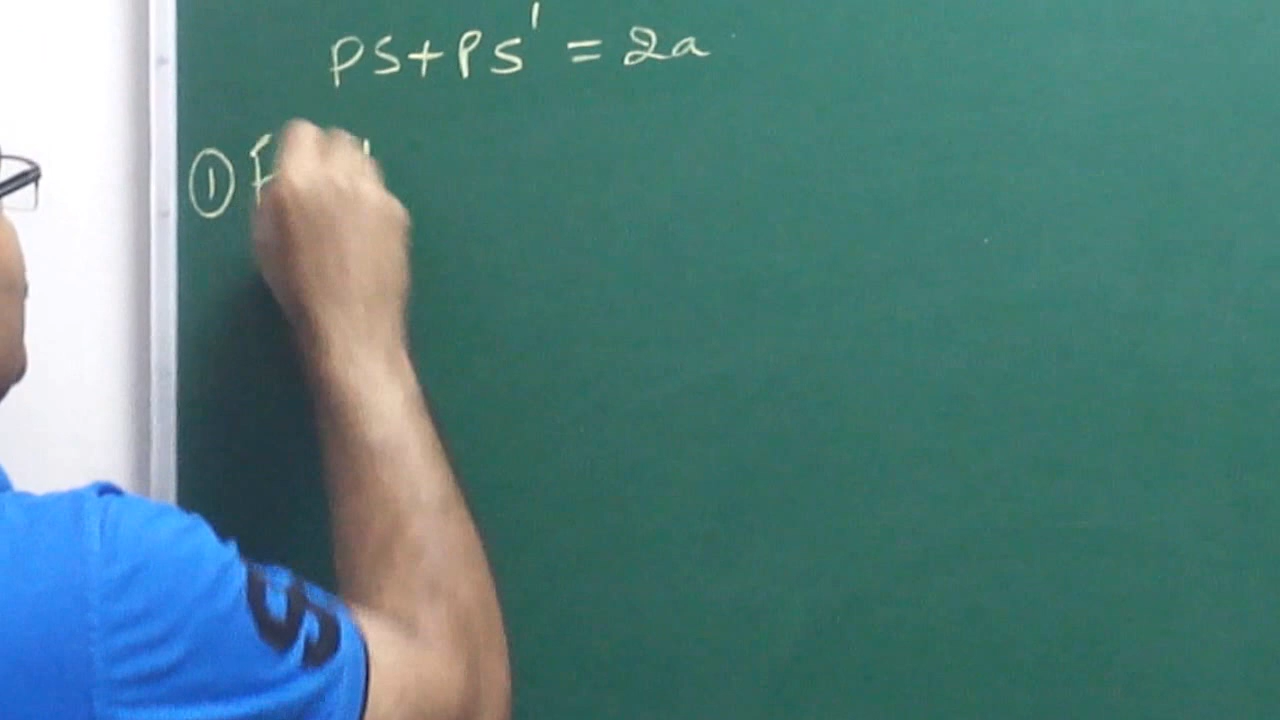 PS+PS' = 2a
①